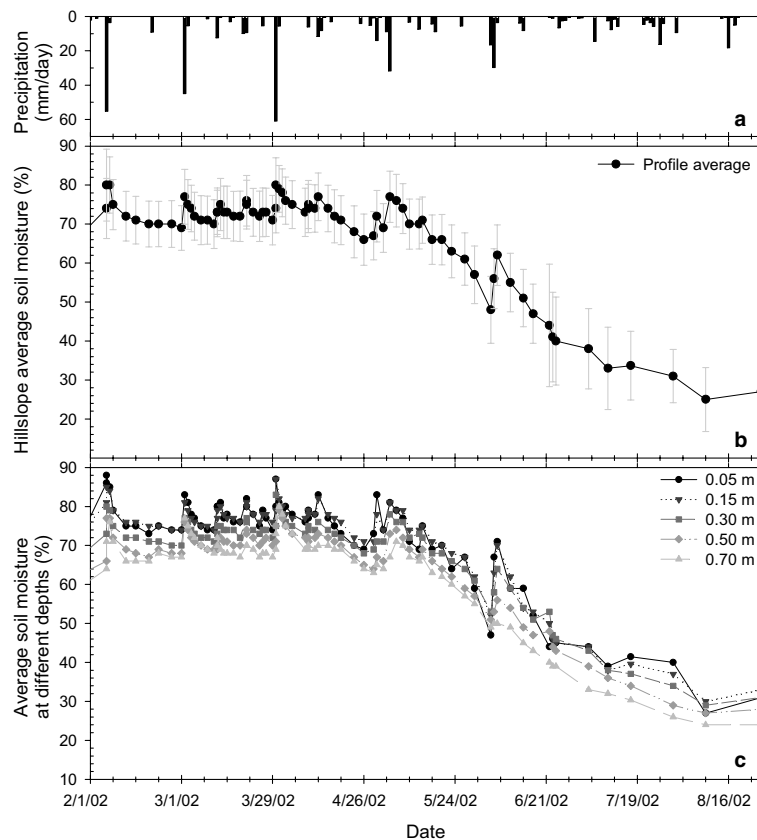 0
20
40
60
Precipitation
(mm/day)
a
90
80
70
60
50
40
30
20
Hillslope average soil moisture (%)
Profile average
b
90
80
70
60
50
40
30
20
10
Average soil moisture
at different depths (%)
0.05 m
0.15 m
0.30 m
0.50 m
0.70 m
c
2/1/02 3/1/02 3/29/02 4/26/02 5/24/02 6/21/02 7/19/02 8/16/02
Date